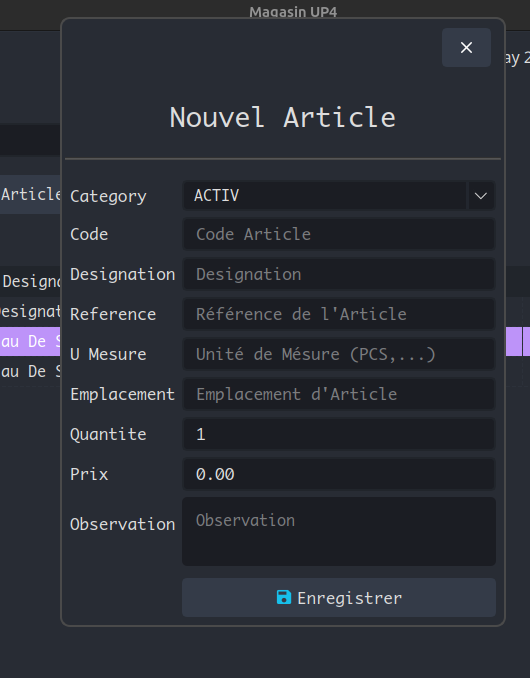 Magasin UP4
ay 2
Nouvel Article
Article
Category ACTIV
Code Code Article
Designation Designation
Reference Référence de l'Article
U Mesure Unité de Mésure (PCS,...)
Emplacement Emplacement d'Article
Quantite 1
Prix 0.00
Observation Observation
Enregistrer
Designa
esignat
au De S
au De S